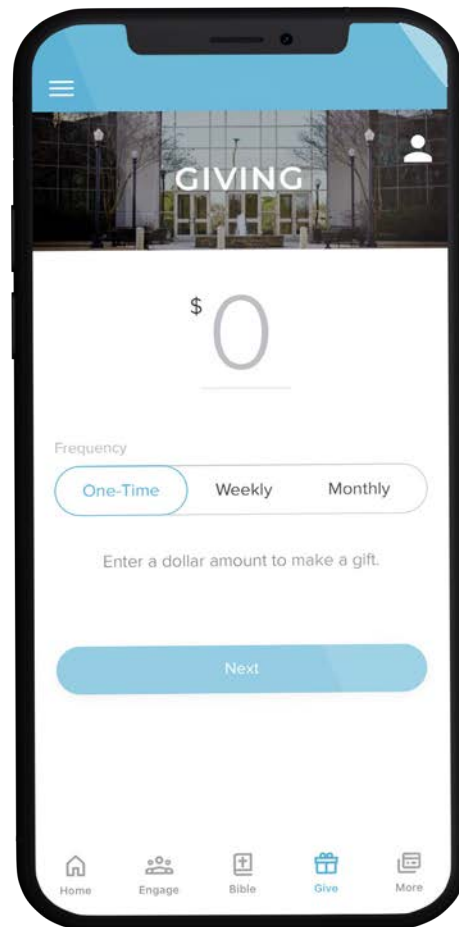 GIVING
$ 0
Frequency
One-Time Weekly Monthly
Enter a dollar amount to make a gift.
Next
Home Engage Bible Give More